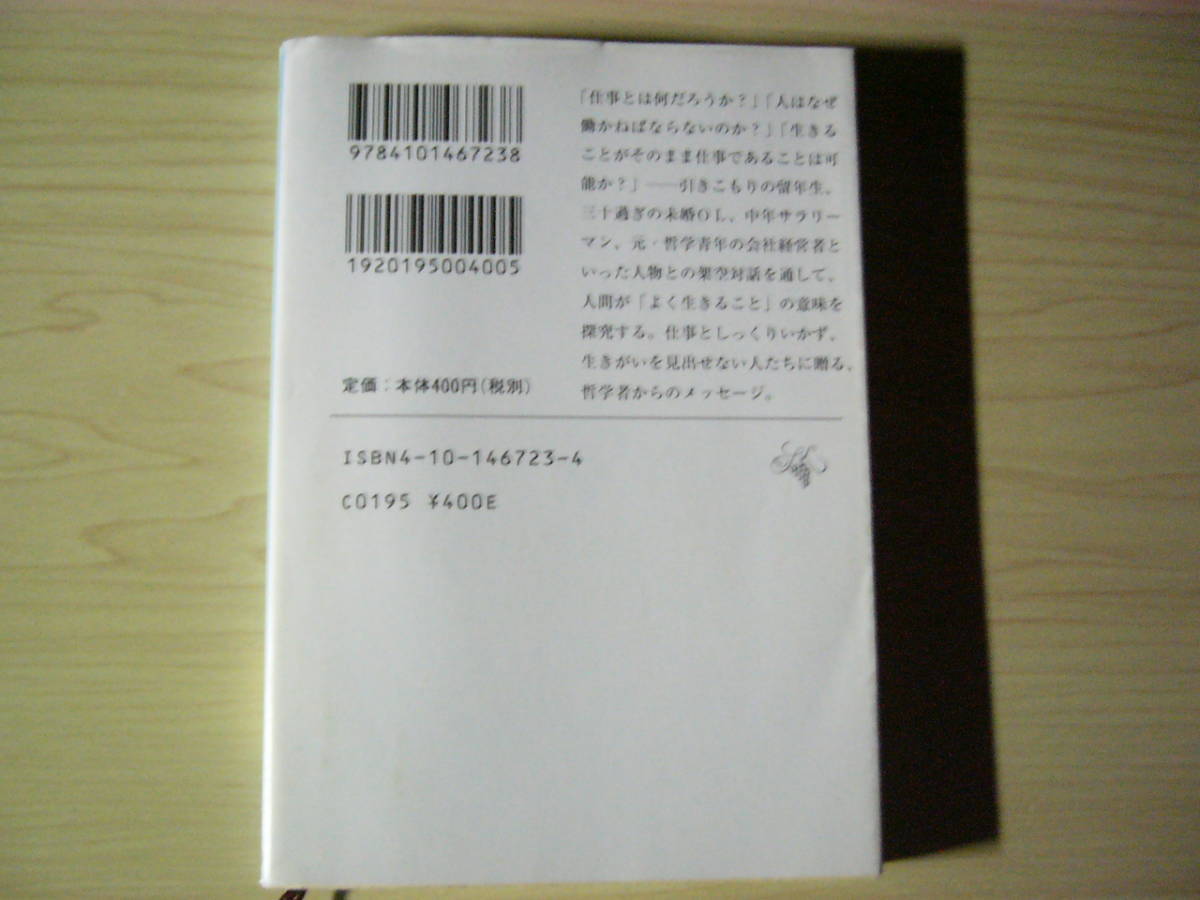 9784101467238
1920195004005
定価：本体400円（税別）
「仕事とは何だろうか？」「人はなぜ
働かねばならないのか？」「生きる
ことがそのまま仕事であることは可
能か？」――引きこもりの留年生、
三十過ぎの未婚OL、中年サラリー
マン、元・哲学青年の会社経営者と
いった人物との架空対話を通して、
人間が「よく生きること」の意味を
探究する。仕事としっくりいかず、
生きがいを見出せない人たちに贈る、
哲学者からのメッセージ。
ISBN4-10-146723-4
C0195 ¥400E